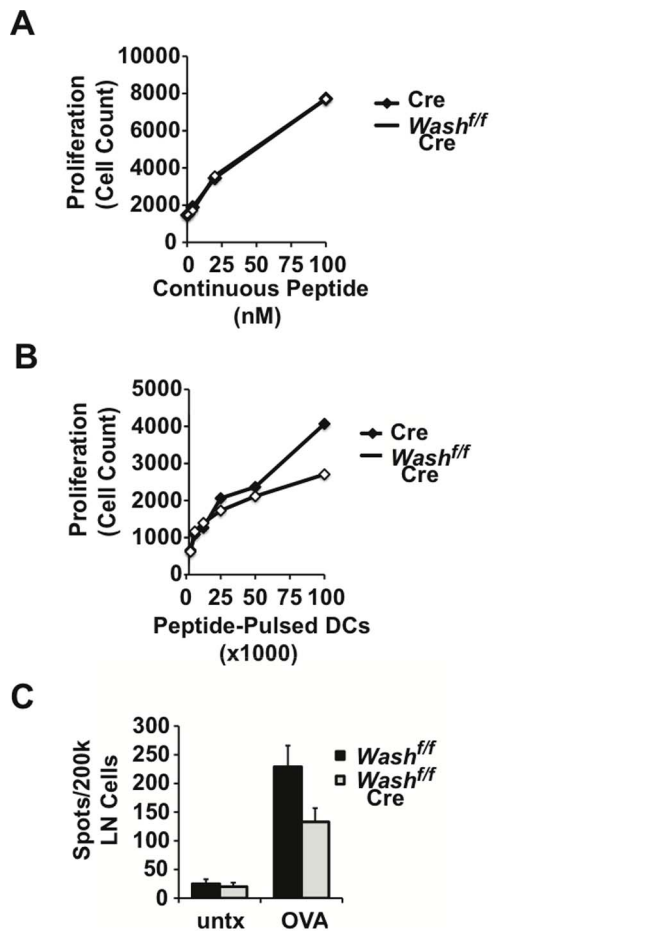 A
Proliferation
(Cell Count)
10000
8000
6000
4000
2000
0
0 25 50 75 100
Continuous Peptide
(nM)
Cre
Wash^f/f
Cre
B
Proliferation
(Cell Count)
5000
4000
3000
2000
1000
0
0 25 50 75 100
Peptide-Pulsed DCs
(x1000)
Cre
Wash^f/f
Cre
C
Spots/200k
LN Cells
300
250
200
150
100
50
0
untx OVA
Wash^f/f
Wash^f/f
Cre